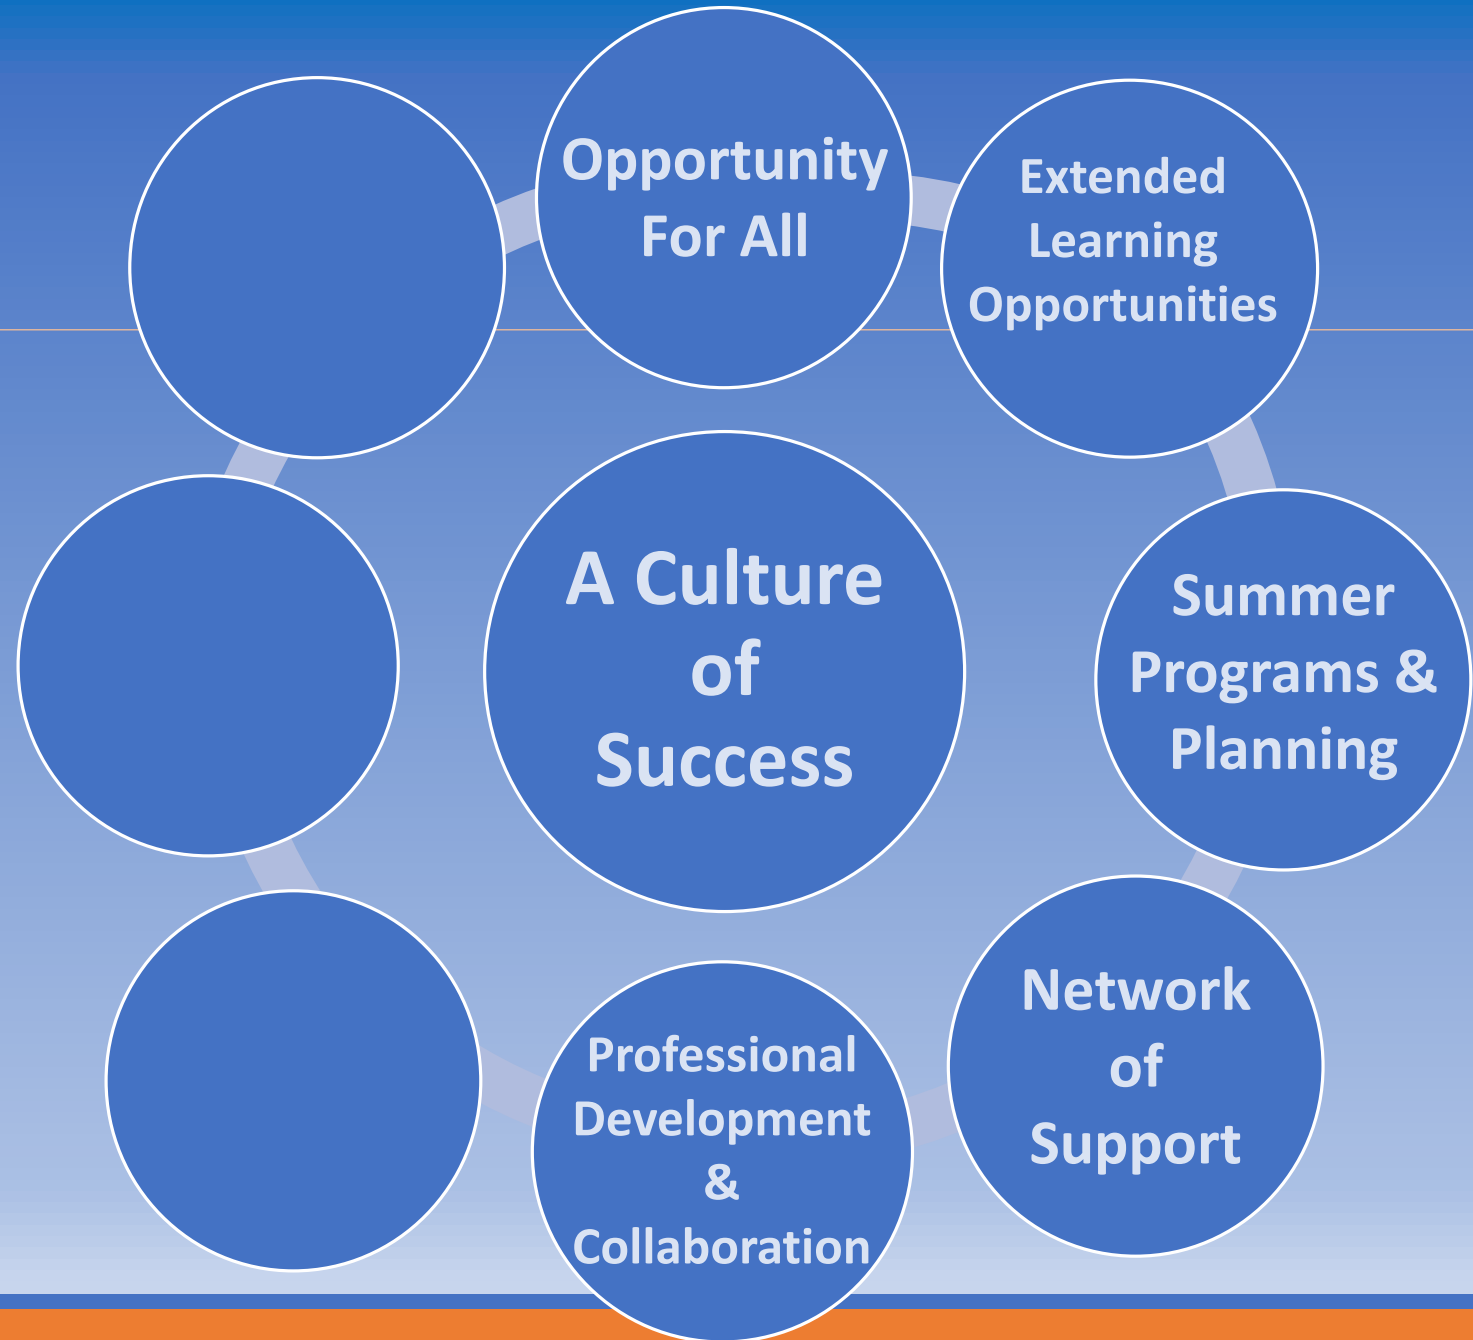 Opportunity
For All
Extended
Learning
Opportunities
Summer
Programs &
Planning
Network
of
Support
Professional
Development
&
Collaboration
A Culture
of
Success